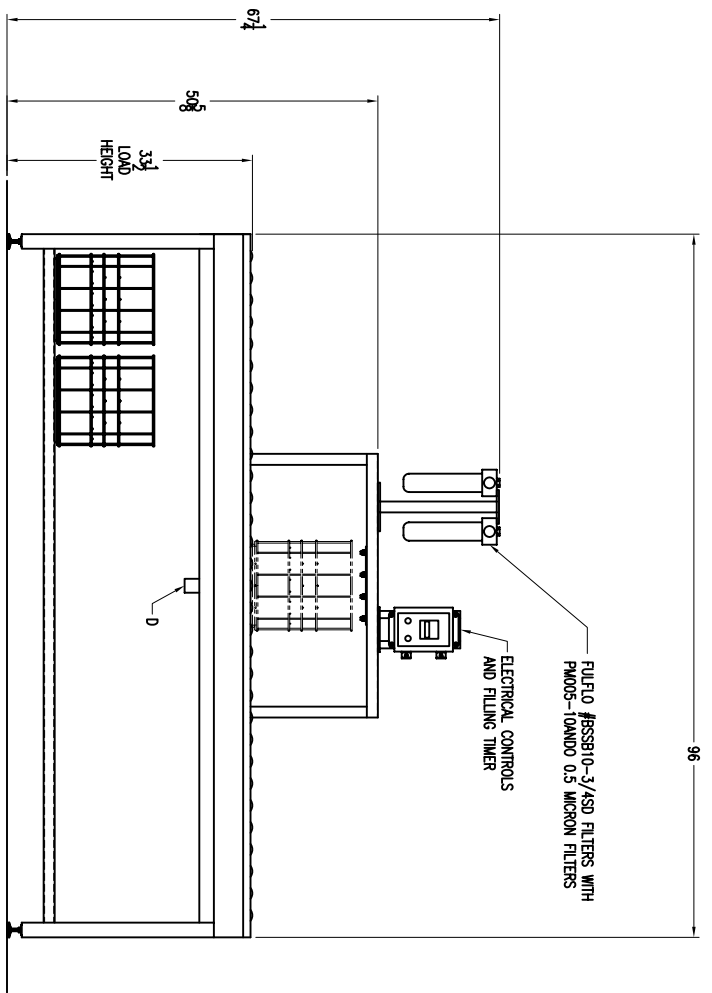 67 1/4
50 5/8
33 1/2
LOAD
HEIGHT
96
FULFLO #BSSB10-3/4SD FILTERS WITH
PM005-10ANDO 0.5 MICRON FILTERS
ELECTRICAL CONTROLS
AND FILLING TIMER
D